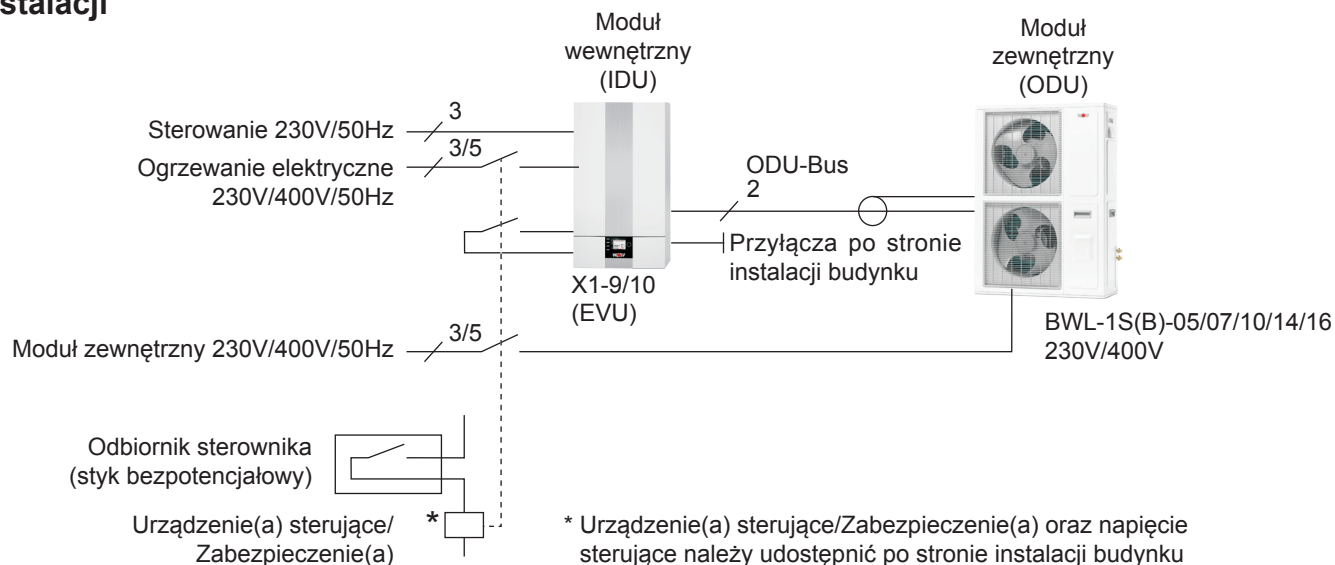 stalacji
Moduł
wewnętrzny
(IDU)
Moduł
zewnętrzny
(ODU)
Sterowanie 230V/50Hz
3
Ogrzewanie elektryczne
230V/400V/50Hz
3/5
ODU-Bus
2
Przyłącza po stronie
instalacji budynku
X1-9/10
(EVU)
BWL-1S(B)-05/07/10/14/16
230V/400V
Moduł zewnętrzny 230V/400V/50Hz
3/5
Odbiornik sterownika
(styk bezpotencjałowy)
Urządzenie(a) sterujące/
Zabezpieczenie(a)
*
* Urządzenie(a) sterujące/Zabezpieczenie(a) oraz napięcie
sterujące należy udostępnić po stronie instalacji budynku